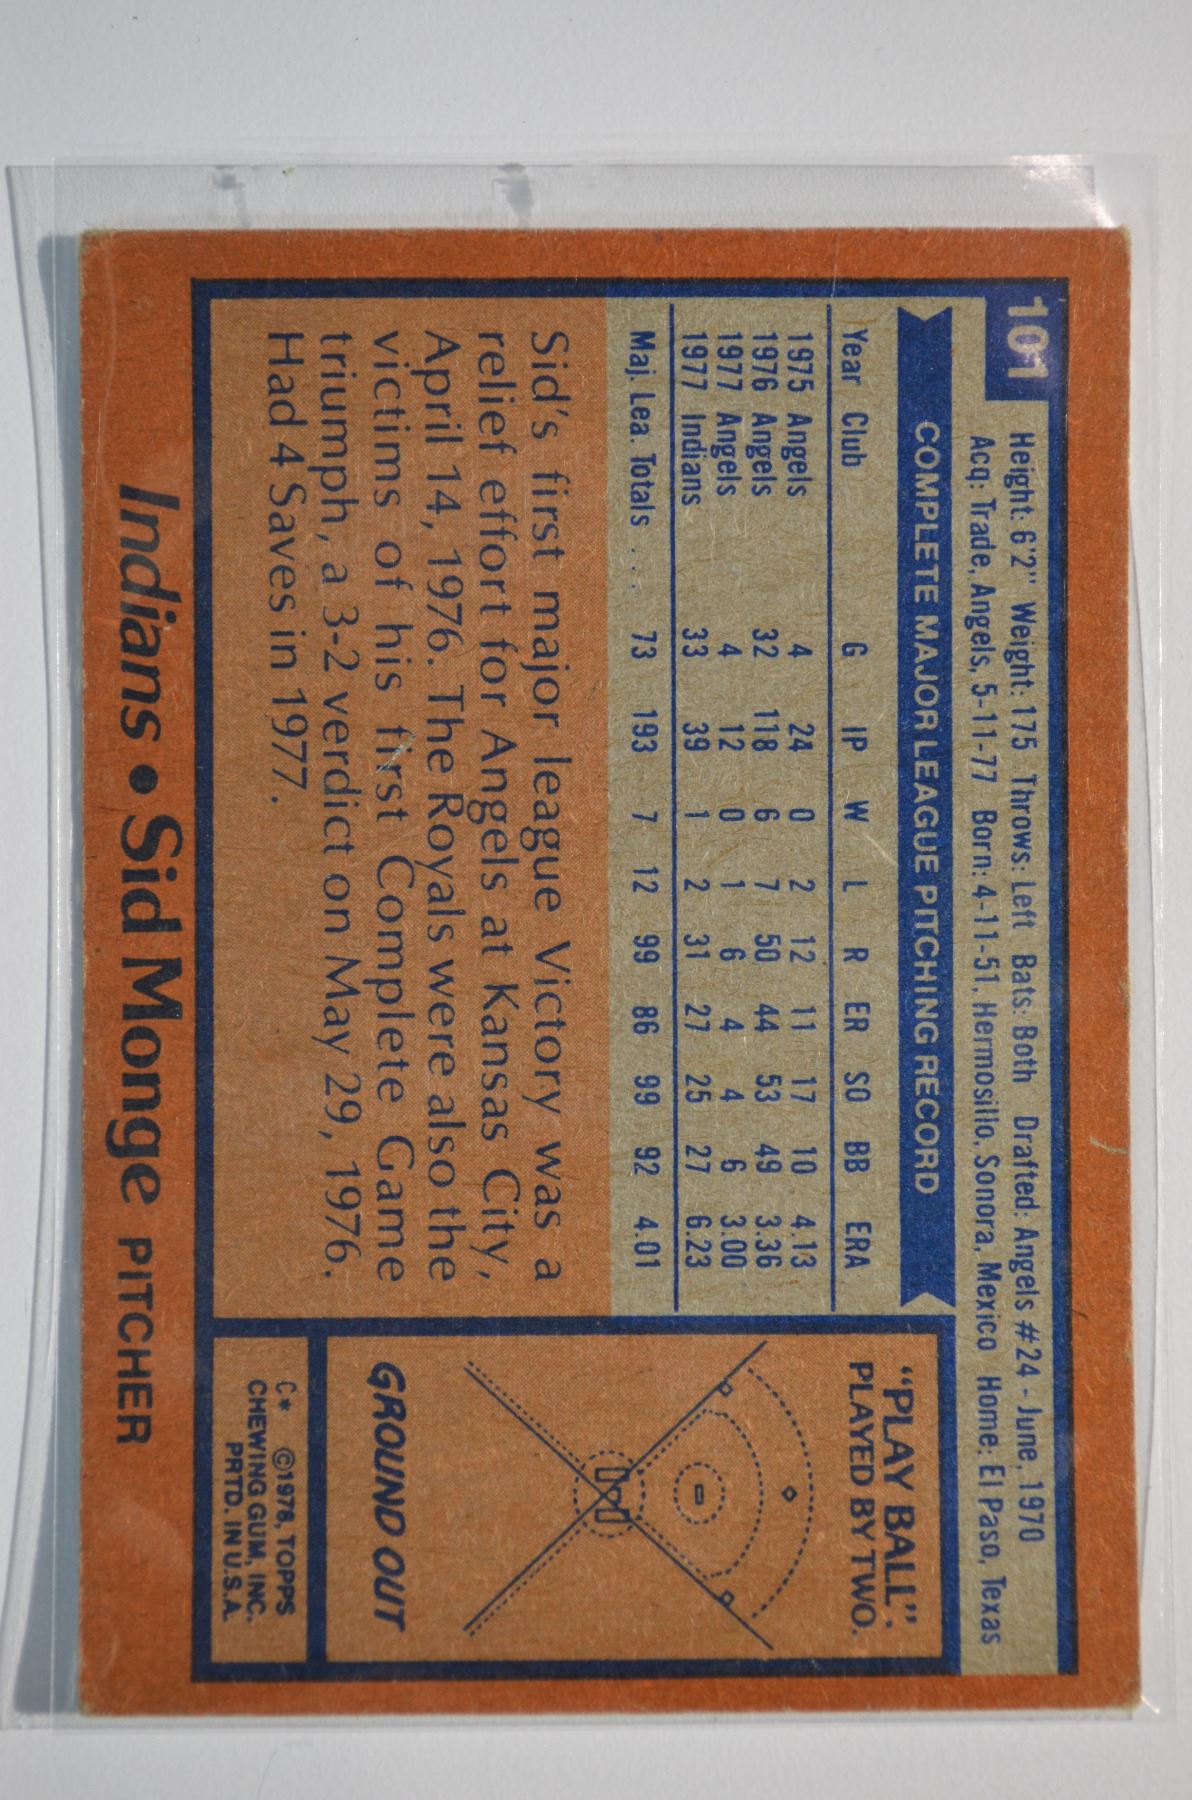 101
Height: 6'2" Weight: 175 Throws: Left Bats: Both Drafted: Angels #24 - June, 1970
Acq: Trade, Angels, 5-11-77 Born: 4-11-51, Hermosillo, Sonora, Mexico Home: El Paso, Texas
COMPLETE MAJOR LEAGUE PITCHING RECORD
Year Club G IP W L R ER SO BB ERA
1975 Angels 4 24 0 2 12 11 17 10 4.13
1976 Angels 32 118 6 7 50 44 53 49 3.36
1977 Angels 4 12 0 1 6 4 4 6 3.00
1977 Indians 33 39 1 2 31 27 25 27 6.23
Maj. Lea. Totals . . . 73 193 7 12 99 86 99 92 4.01
Sid's first major league Victory was a
relief effort for Angels at Kansas City,
April 14, 1976. The Royals were also the
victims of his first Complete Game
triumph, a 3-2 verdict on May 29, 1976.
Had 4 Saves in 1977.
"PLAY BALL":
PLAYED BY TWO.
GROUND OUT
C* ©1978, TOPPS
CHEWING GUM, INC.
PRTD. IN U.S.A.
Indians • Sid Monge PITCHER